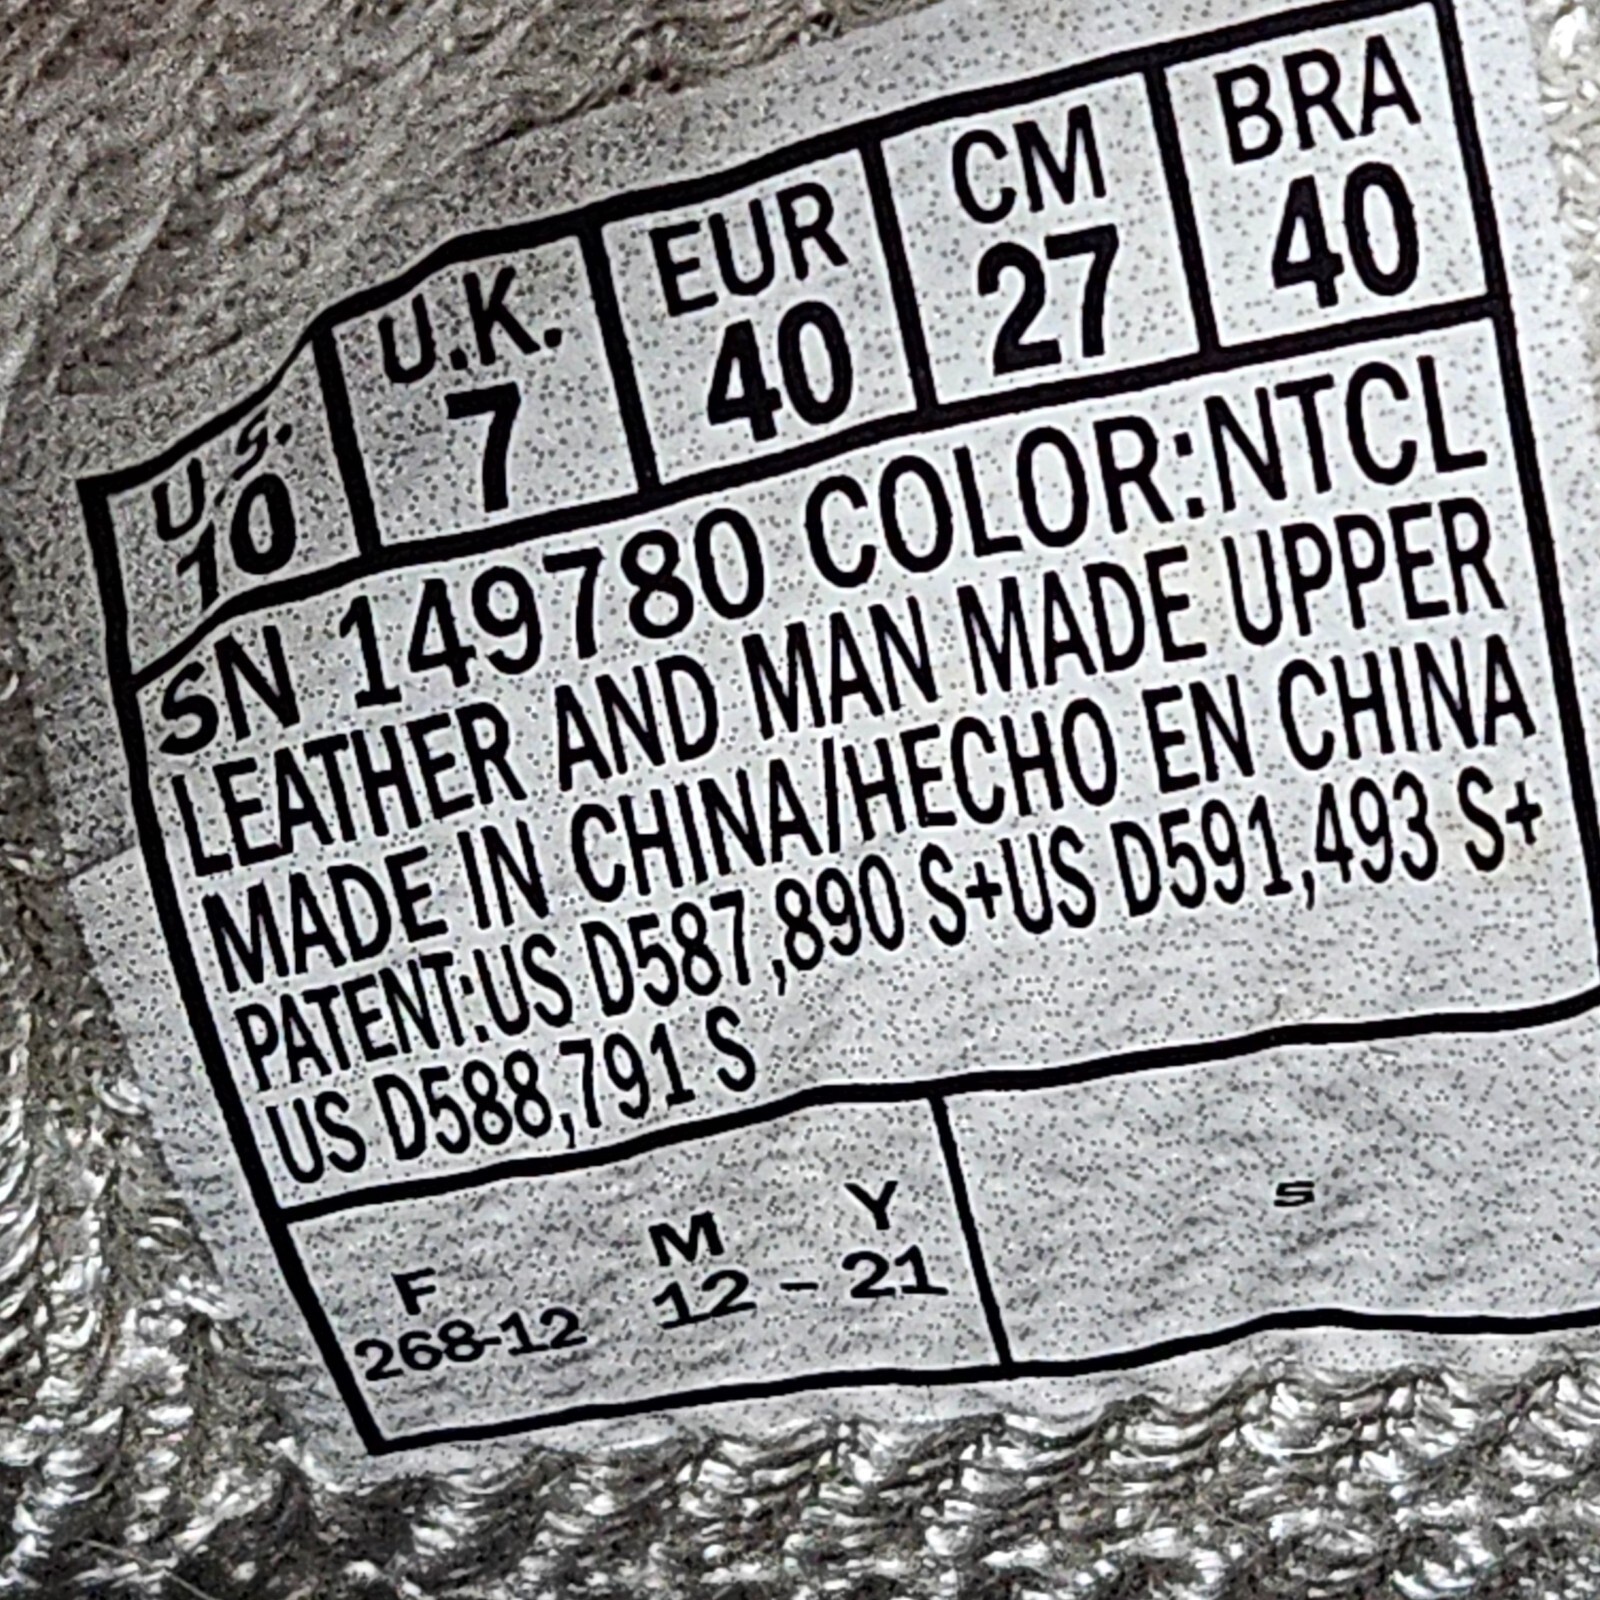 U.S. U.K. EUR CM BRA
10 7 40 27 40
SN 149780 COLOR:NTCL
LEATHER AND MAN MADE UPPER
MADE IN CHINA/HECHO EN CHINA
PATENT:US D587,890 S+US D591,493 S+
US D588,791 S
F M Y
268-12 12 - 21
S